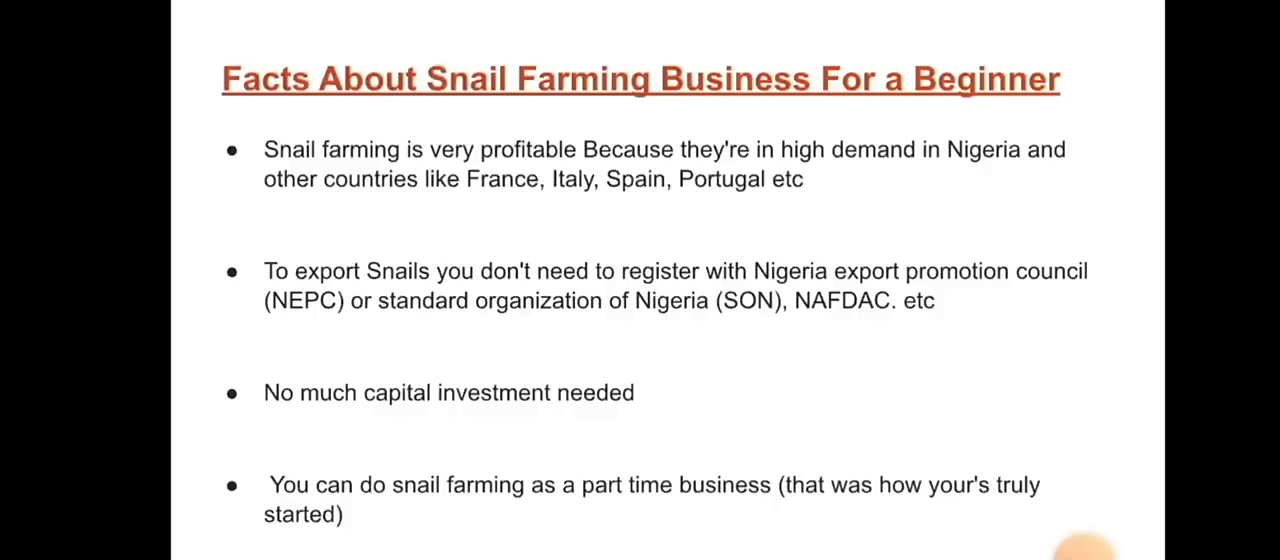 Facts About Snail Farming Business For a Beginner
● Snail farming is very profitable Because they're in high demand in Nigeria and
other countries like France, Italy, Spain, Portugal etc
● To export Snails you don't need to register with Nigeria export promotion council
(NEPC) or standard organization of Nigeria (SON), NAFDAC. etc
● No much capital investment needed
● You can do snail farming as a part time business (that was how your's truly
started)